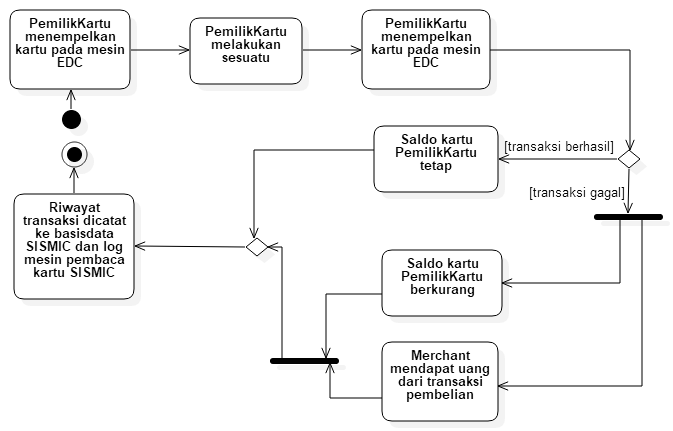 PemilikKartu
menempelkan
kartu pada mesin
EDC
PemilikKartu
melakukan
sesuatu
PemilikKartu
menempelkan
kartu pada mesin
EDC
Saldo kartu
PemilikKartu
tetap
[transaksi berhasil]
[transaksi gagal]
Riwayat
transaksi dicatat
ke basisdata
SISMIC dan log
mesin pembaca
kartu SISMIC
Saldo kartu
PemilikKartu
berkurang
Merchant
mendapat uang
dari transaksi
pembelian